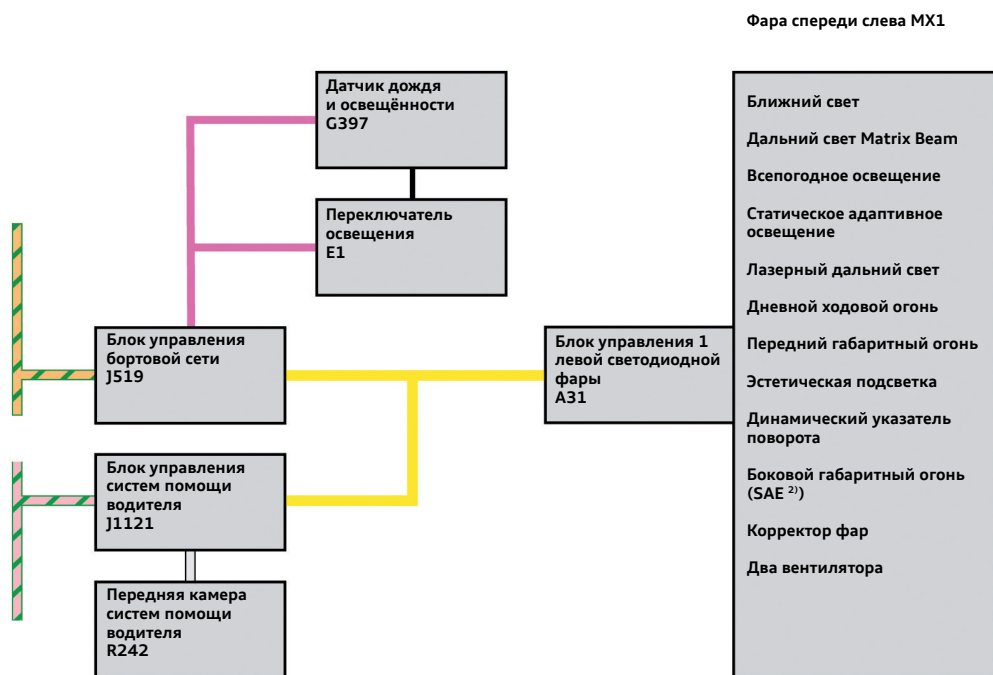 Фара спереди слева MX1
Датчик дождя
и освещённости
G397
Переключатель
освещения
E1
Блок управления
бортовой сети
J519
Блок управления
систем помощи
водителя
J1121
Передняя камера
систем помощи
водителя
R242
Блок управления 1
левой светодиодной
фары
A31
Ближний свет
Дальний свет Matrix Beam
Всепогодное освещение
Статическое адаптивное
освещение
Лазерный дальний свет
Дневной ходовой огонь
Передний габаритный огонь
Эстетическая подсветка
Динамический указатель
поворота
Боковой габаритный огонь
(SAE ²⁾)
Корректор фар
Два вентилятора